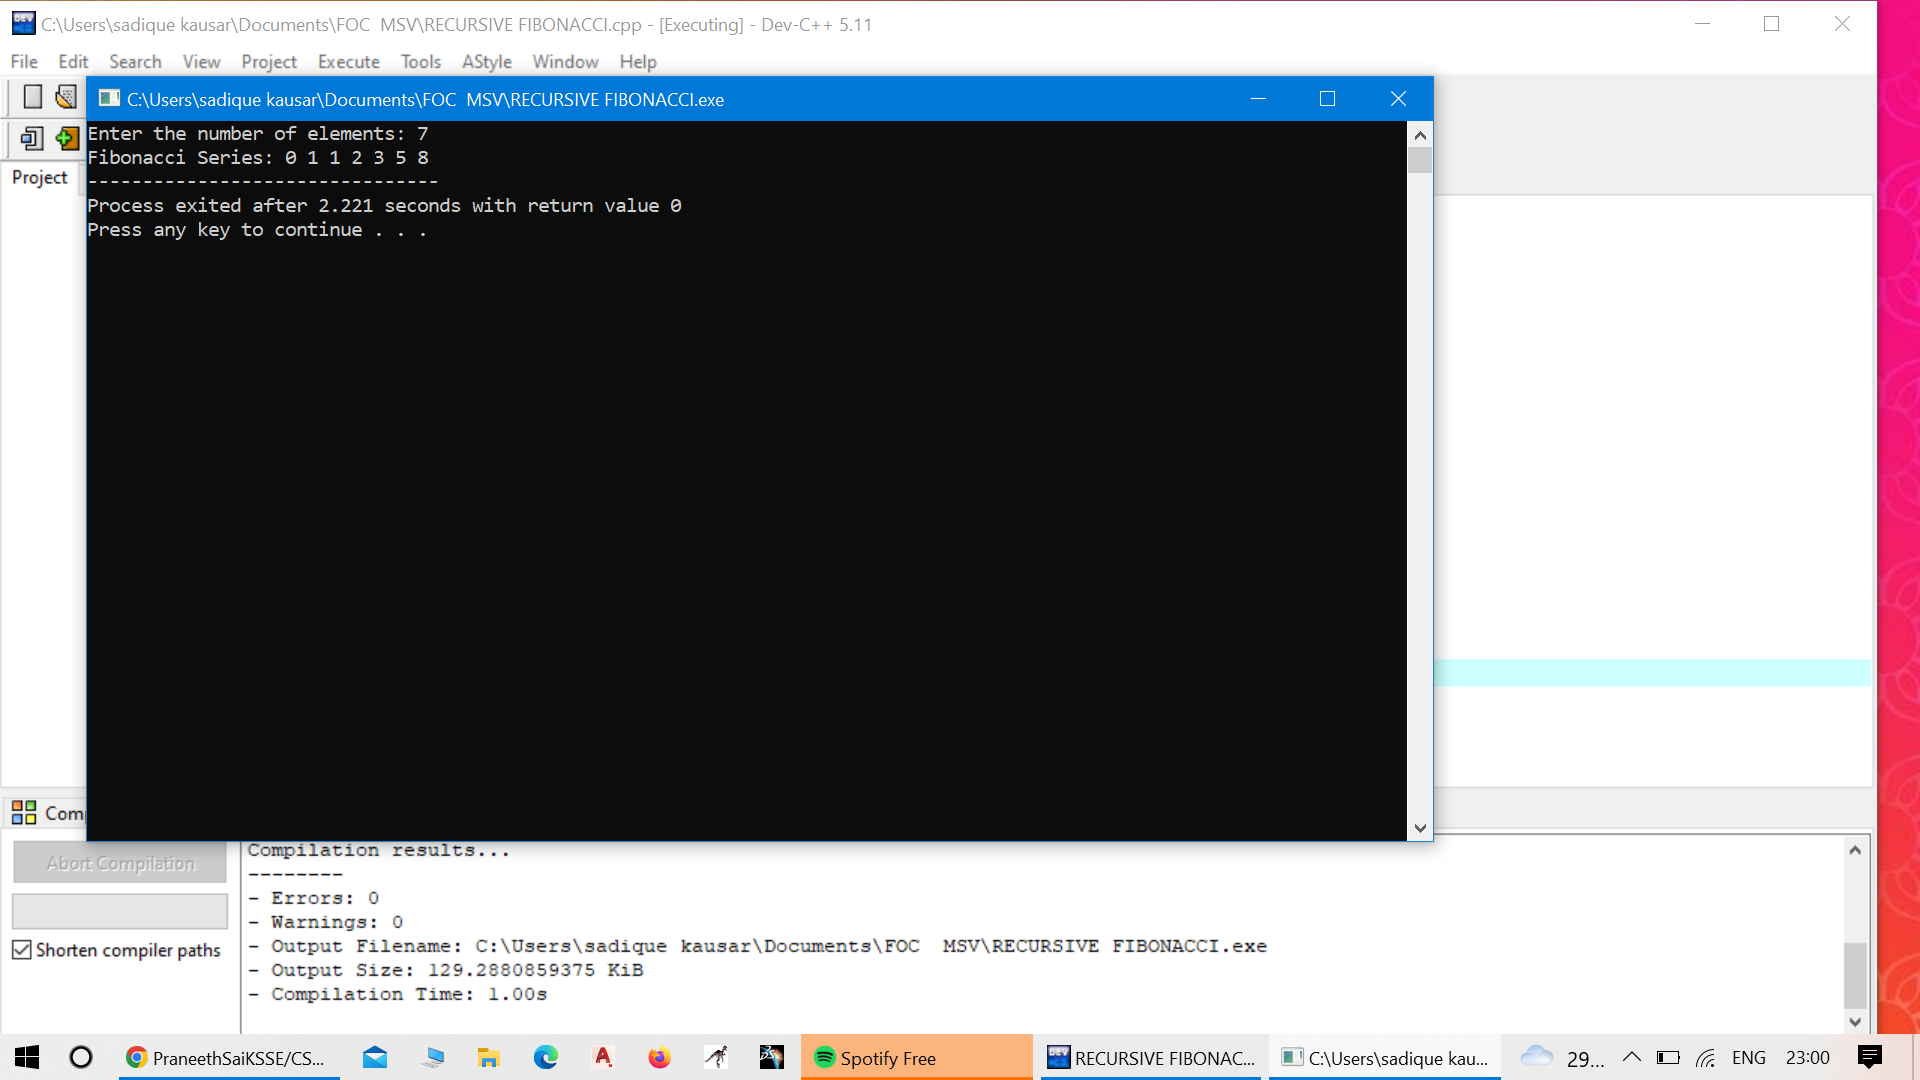 C:\Users\sadique kausar\Documents\FOC  MSV\RECURSIVE FIBONACCI.cpp - [Executing] - Dev-C++ 5.11
File Edit Search View Project Execute Tools AStyle Window Help
C:\Users\sadique kausar\Documents\FOC  MSV\RECURSIVE FIBONACCI.exe
Enter the number of elements: 7
Fibonacci Series: 0 1 1 2 3 5 8
--------------------------------
Process exited after 2.221 seconds with return value 0
Press any key to continue . . .
Project
Com
Abort Compilation
Shorten compiler paths
Compilation results...
--------
- Errors: 0
- Warnings: 0
- Output Filename: C:\Users\sadique kausar\Documents\FOC  MSV\RECURSIVE FIBONACCI.exe
- Output Size: 129.2880859375 KiB
- Compilation Time: 1.00s
PraneethSaiKSSE/CS... Spotify Free RECURSIVE FIBONAC... C:\Users\sadique kau... 29... ENG 23:00